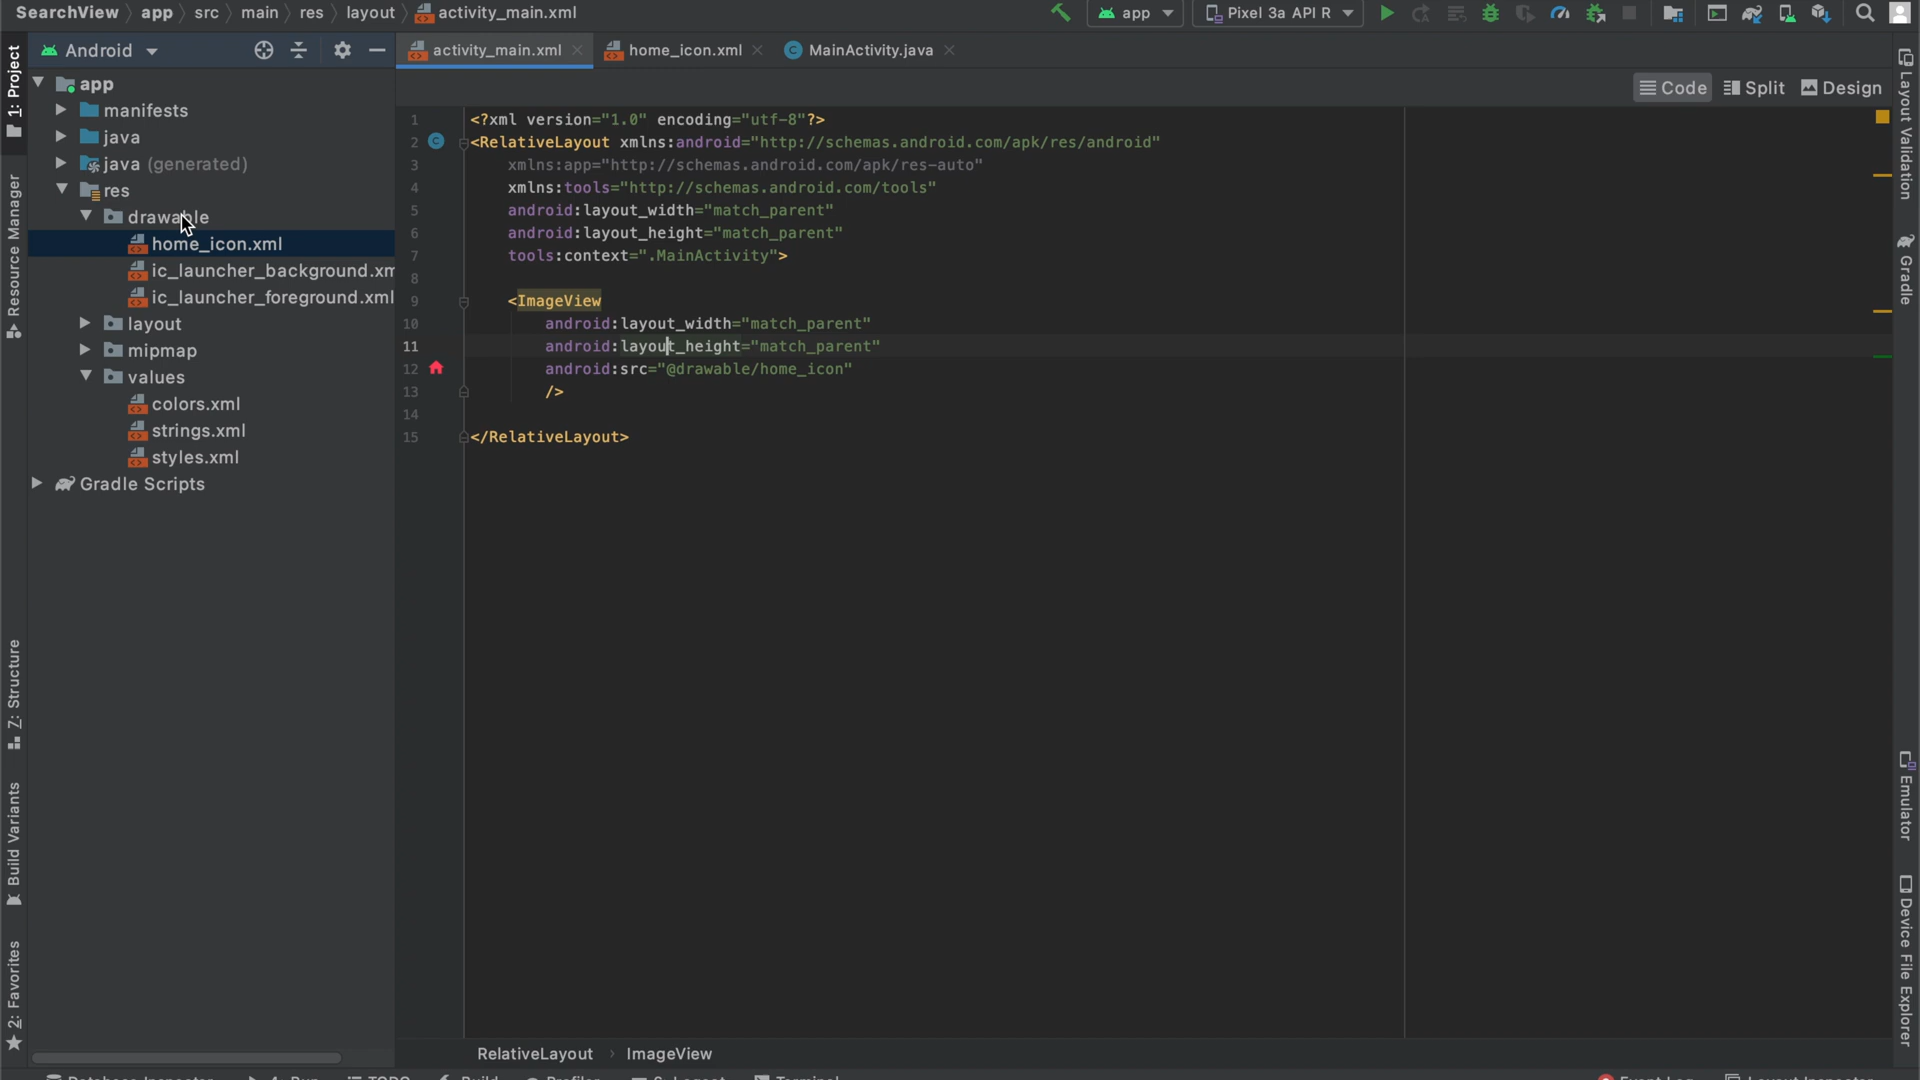 SearchView app src main res layout activity_main.xml app Pixel 3a API R
Android activity_main.xml home_icon.xml MainActivity.java
Code Split Design
app
manifests
java
java (generated)
res
drawable
home_icon.xml
ic_launcher_background.xm
ic_launcher_foreground.xml
layout
mipmap
values
colors.xml
strings.xml
styles.xml
Gradle Scripts
1: Project
Resource Manager
Z: Structure
Build Variants
2: Favorites
1 <?xml version="1.0" encoding="utf-8"?>
2 <RelativeLayout xmlns:android="http://schemas.android.com/apk/res/android"
3 xmlns:app="http://schemas.android.com/apk/res-auto"
4 xmlns:tools="http://schemas.android.com/tools"
5 android:layout_width="match_parent"
6 android:layout_height="match_parent"
7 tools:context=".MainActivity">
8
9 <ImageView
10 android:layout_width="match_parent"
11 android:layout_height="match_parent"
12 android:src="@drawable/home_icon"
13 />
14
15 </RelativeLayout>
RelativeLayout ImageView
Layout Validation
Gradle
Emulator
Device File Explorer